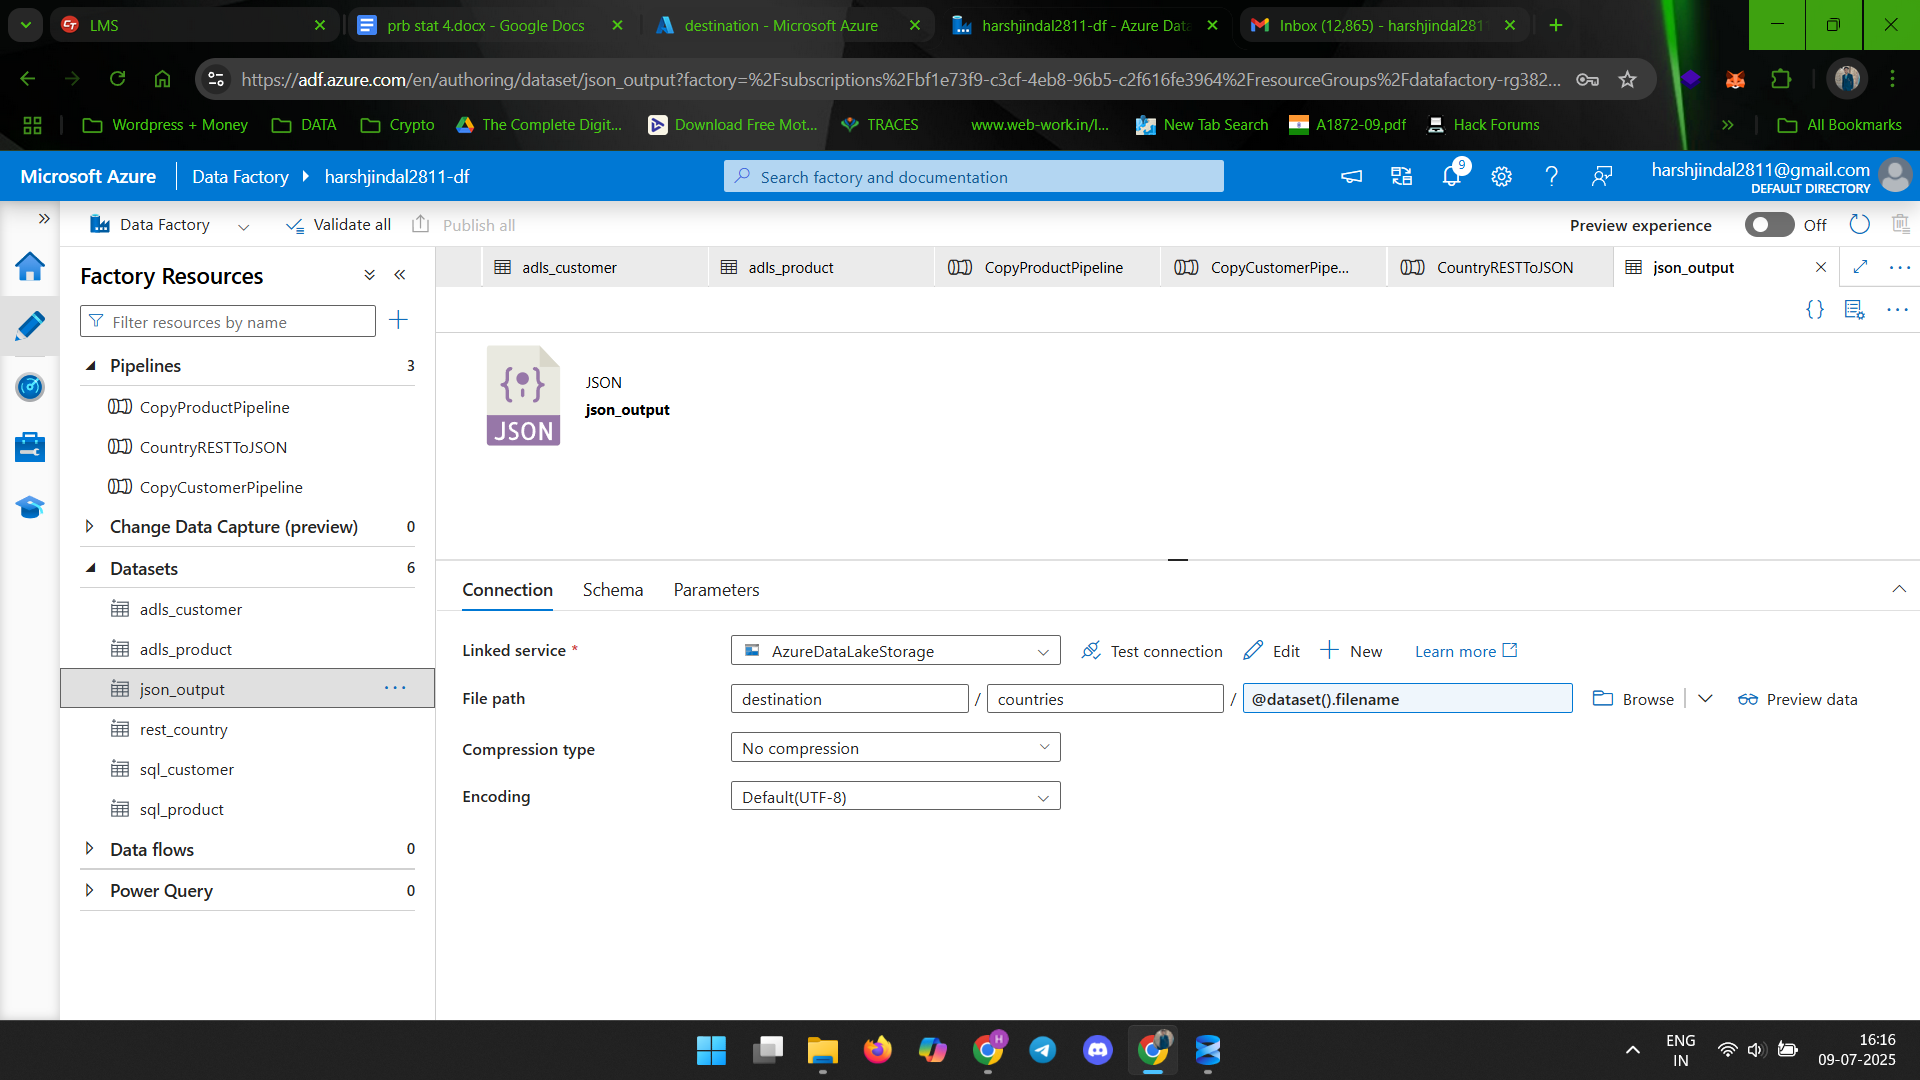 LMS
prb stat 4.docx - Google Docs
destination - Microsoft Azure
harshjindal2811-df - Azure Data
Inbox (12,865) - harshjindal281
https://adf.azure.com/en/authoring/dataset/json_output?factory=%2Fsubscriptions%2Fbf1e73f9-c3cf-4eb8-96b5-c2f616fe3964%2FresourceGroups%2Fdatafactory-rg382...
Wordpress + Money
DATA
Crypto
The Complete Digit...
Download Free Mot...
TRACES
www.web-work.in/l...
New Tab Search
A1872-09.pdf
Hack Forums
All Bookmarks
Microsoft Azure
Data Factory
harshjindal2811-df
Search factory and documentation
9
harshjindal2811@gmail.com
DEFAULT DIRECTORY
Data Factory
Validate all
Publish all
Preview experience
Off
Factory Resources
adls_customer
adls_product
CopyProductPipeline
CopyCustomerPipe...
CountryRESTToJSON
json_output
Filter resources by name
Pipelines 3
CopyProductPipeline
CountryRESTToJSON
CopyCustomerPipeline
Change Data Capture (preview) 0
Datasets 6
adls_customer
adls_product
json_output
rest_country
sql_customer
sql_product
Data flows 0
Power Query 0
JSON
JSON
json_output
Connection
Schema
Parameters
Linked service *
AzureDataLakeStorage
Test connection
Edit
New
Learn more
File path
destination / countries / @dataset().filename
Browse
Preview data
Compression type
No compression
Encoding
Default(UTF-8)
H
ENG
IN
16:16
09-07-2025